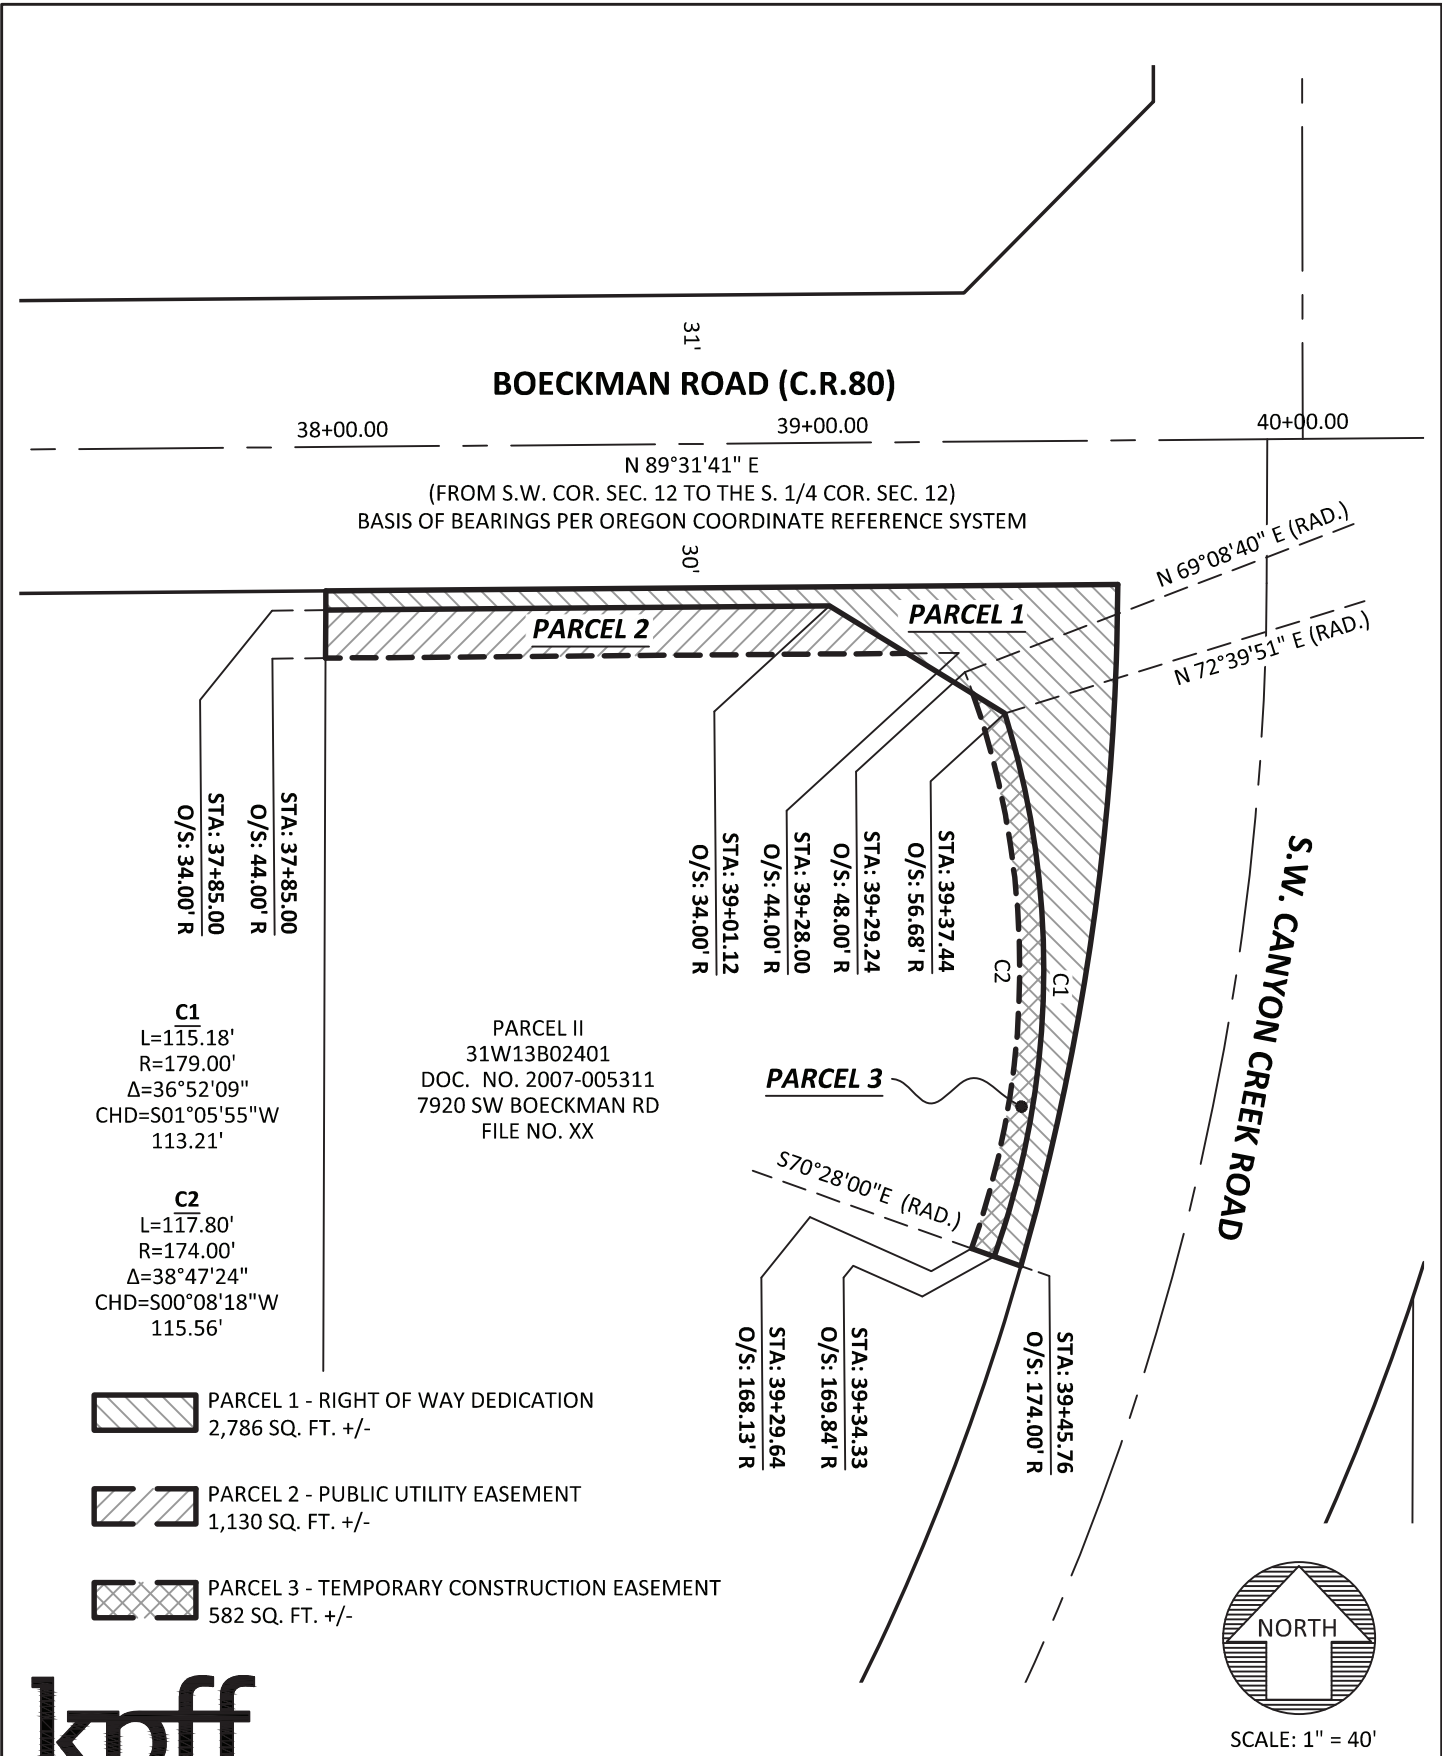 31'
BOECKMAN ROAD (C.R.80)
38+00.00
39+00.00
40+00.00
N 89°31'41" E
(FROM S.W. COR. SEC. 12 TO THE S. 1/4 COR. SEC. 12)
BASIS OF BEARINGS PER OREGON COORDINATE REFERENCE SYSTEM
30'
N 69°08'40" E (RAD.)
N 72°39'51" E (RAD.)
PARCEL 1
PARCEL 2
STA: 37+85.00
O/S: 34.00' R
STA: 37+85.00
O/S: 44.00' R
STA: 39+01.12
O/S: 34.00' R
STA: 39+28.00
O/S: 44.00' R
STA: 39+29.24
O/S: 48.00' R
STA: 39+37.44
O/S: 56.68' R
C2
C1
S.W. CANYON CREEK ROAD
C1
L=115.18'
R=179.00'
Δ=36°52'09"
CHD=S01°05'55"W
113.21'
C2
L=117.80'
R=174.00'
Δ=38°47'24"
CHD=S00°08'18"W
115.56'
PARCEL II
31W13B02401
DOC. NO. 2007-005311
7920 SW BOECKMAN RD
FILE NO. XX
PARCEL 3
S70°28'00"E (RAD.)
STA: 39+29.64
O/S: 168.13' R
STA: 39+34.33
O/S: 169.84' R
STA: 39+45.76
O/S: 174.00' R
PARCEL 1 - RIGHT OF WAY DEDICATION
2,786 SQ. FT. +/-
PARCEL 2 - PUBLIC UTILITY EASEMENT
1,130 SQ. FT. +/-
PARCEL 3 - TEMPORARY CONSTRUCTION EASEMENT
582 SQ. FT. +/-
kpff
NORTH
SCALE: 1" = 40'